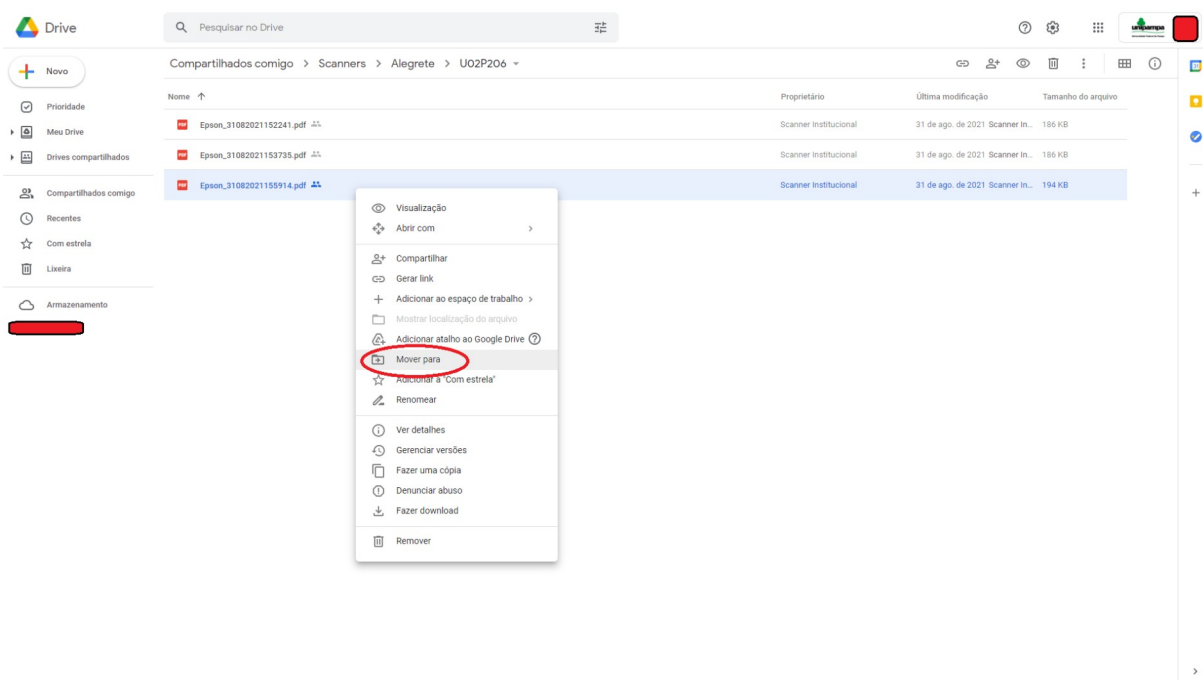 Drive
Pesquisar no Drive
unipampa
Novo
Compartilhados comigo > Scanners > Alegrete > U02P206
Prioridade
Meu Drive
Drives compartilhados
Compartilhados comigo
Recentes
Com estrela
Lixeira
Armazenamento
Nome Proprietário Última modificação Tamanho do arquivo
PDF Epson_31082021152241.pdf Scanner Institucional 31 de ago. de 2021 Scanner In... 186 KB
PDF Epson_31082021153735.pdf Scanner Institucional 31 de ago. de 2021 Scanner In... 186 KB
PDF Epson_31082021155914.pdf Scanner Institucional 31 de ago. de 2021 Scanner In... 194 KB
Visualização
Abrir com >
Compartilhar
Gerar link
Adicionar ao espaço de trabalho >
Mostrar localização do arquivo
Adicionar atalho ao Google Drive
Mover para
Adicionar a "Com estrela"
Renomear
Ver detalhes
Gerenciar versões
Fazer uma cópia
Denunciar abuso
Fazer download
Remover